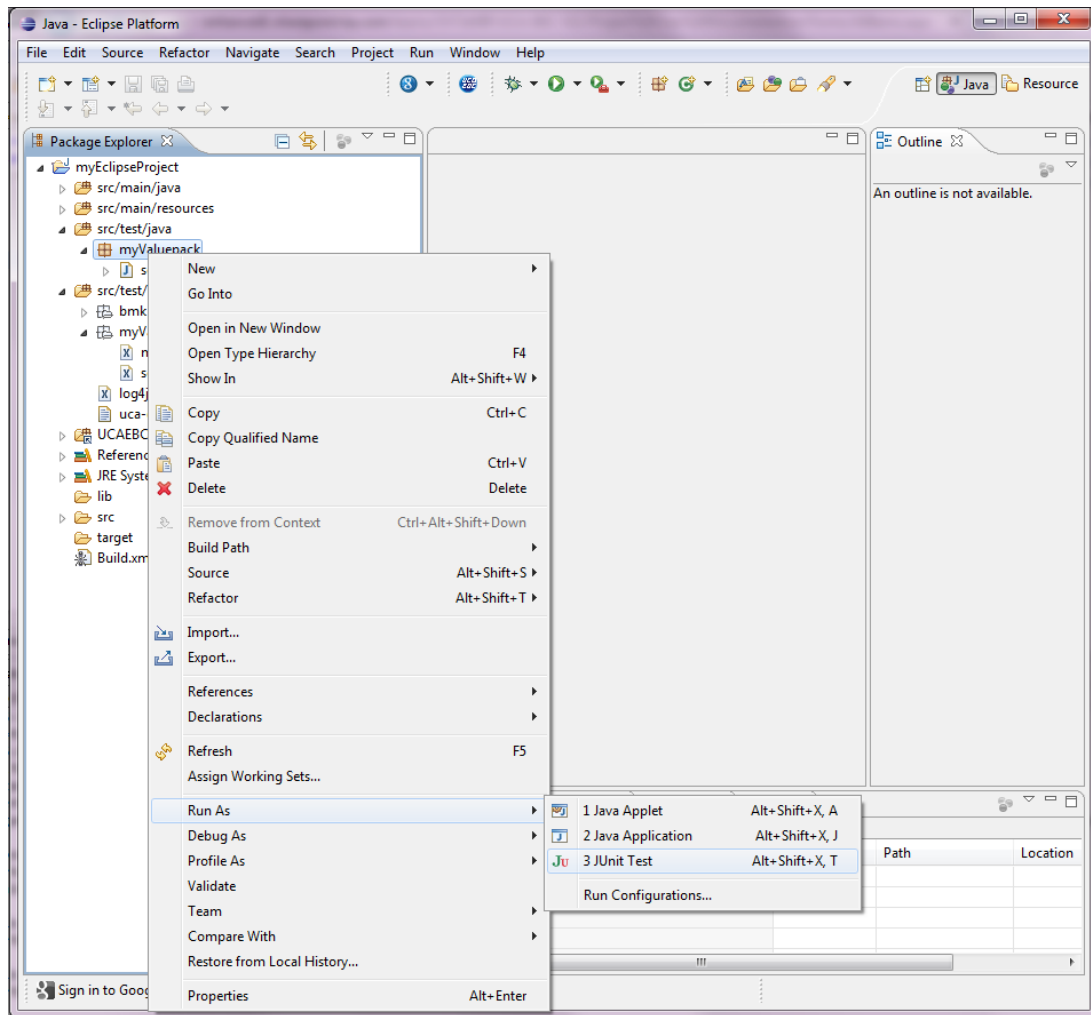 Java - Eclipse Platform
File Edit Source Refactor Navigate Search Project Run Window Help
Java Resource
Package Explorer
myEclipseProject
src/main/java
src/main/resources
src/test/java
myValuepack
s
src/test/
bmk
myV
s
log4j
uca-
UCAEBC
Referenc
JRE Syste
lib
src
target
Build.xm
Sign in to Goog
New
Go Into
Open in New Window
Open Type Hierarchy F4
Show In Alt+Shift+W
Copy Ctrl+C
Copy Qualified Name
Paste Ctrl+V
Delete Delete
Remove from Context Ctrl+Alt+Shift+Down
Build Path
Source Alt+Shift+S
Refactor Alt+Shift+T
Import...
Export...
References
Declarations
Refresh F5
Assign Working Sets...
Run As
Debug As
Profile As
Validate
Team
Compare With
Restore from Local History...
Properties Alt+Enter
1 Java Applet Alt+Shift+X, A
2 Java Application Alt+Shift+X, J
3 JUnit Test Alt+Shift+X, T
Run Configurations...
Outline
An outline is not available.
Path Location